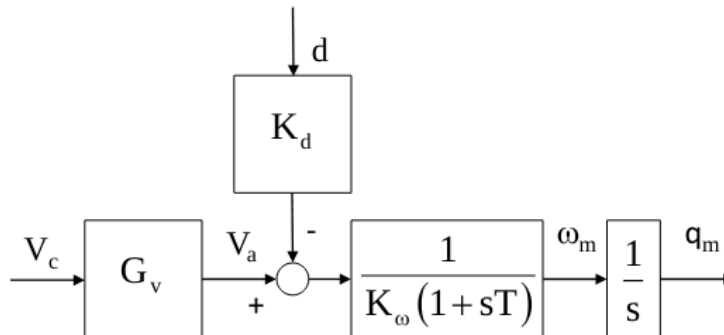 d
K_d
-
V_c
G_v
V_a
+
1
K_ω(1+sT)
ω_m
1
s
q_m